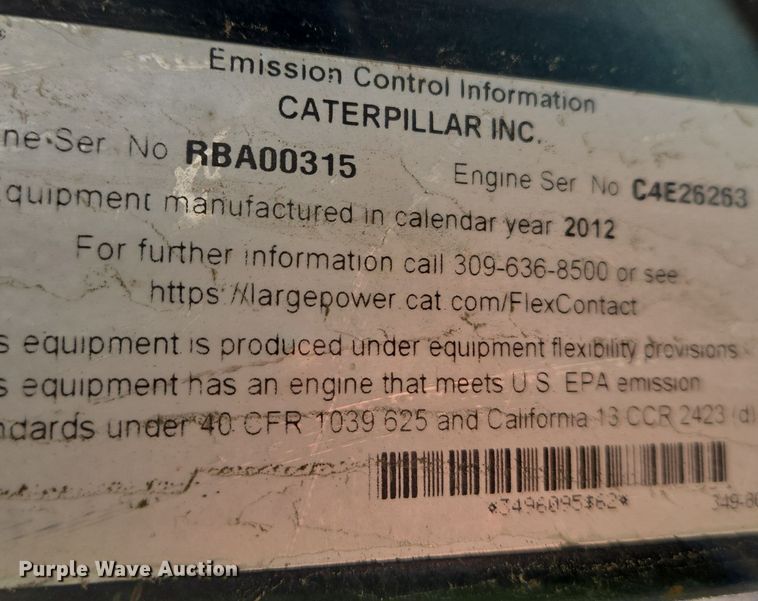 Emission Control Information
CATERPILLAR INC.
ne Ser No RBA00315 Engine Ser No C4E26263
quipment manufactured in calendar year 2012
For further information call 309-636-8500 or see
https://largepower.cat.com/FlexContact
s equipment is produced under equipment flexibility provisions
s equipment has an engine that meets U.S. EPA emission
ndards under 40 CFR 1039 625 and California 13 CCR 2423 (d)
*3496095$62* 349-
Purple Wave Auction